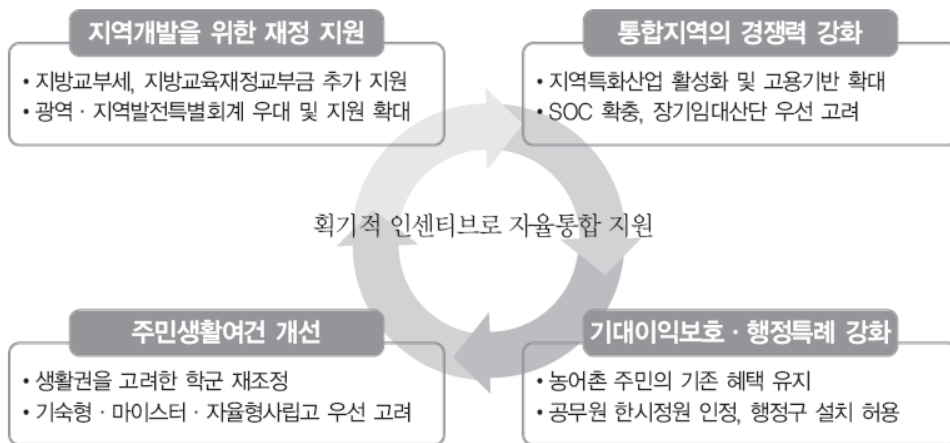 지역개발을 위한 재정 지원
• 지방교부세, 지방교육재정교부금 추가 지원
• 광역 · 지역발전특별회계 우대 및 지원 확대
통합지역의 경쟁력 강화
• 지역특화산업 활성화 및 고용기반 확대
• SOC 확충, 장기임대산단 우선 고려
획기적 인센티브로 자율통합 지원
주민생활여건 개선
• 생활권을 고려한 학군 재조정
• 기숙형 · 마이스터 · 자율형사립고 우선 고려
기대이익보호 · 행정특례 강화
• 농어촌 주민의 기존 혜택 유지
• 공무원 한시정원 인정, 행정구 설치 허용